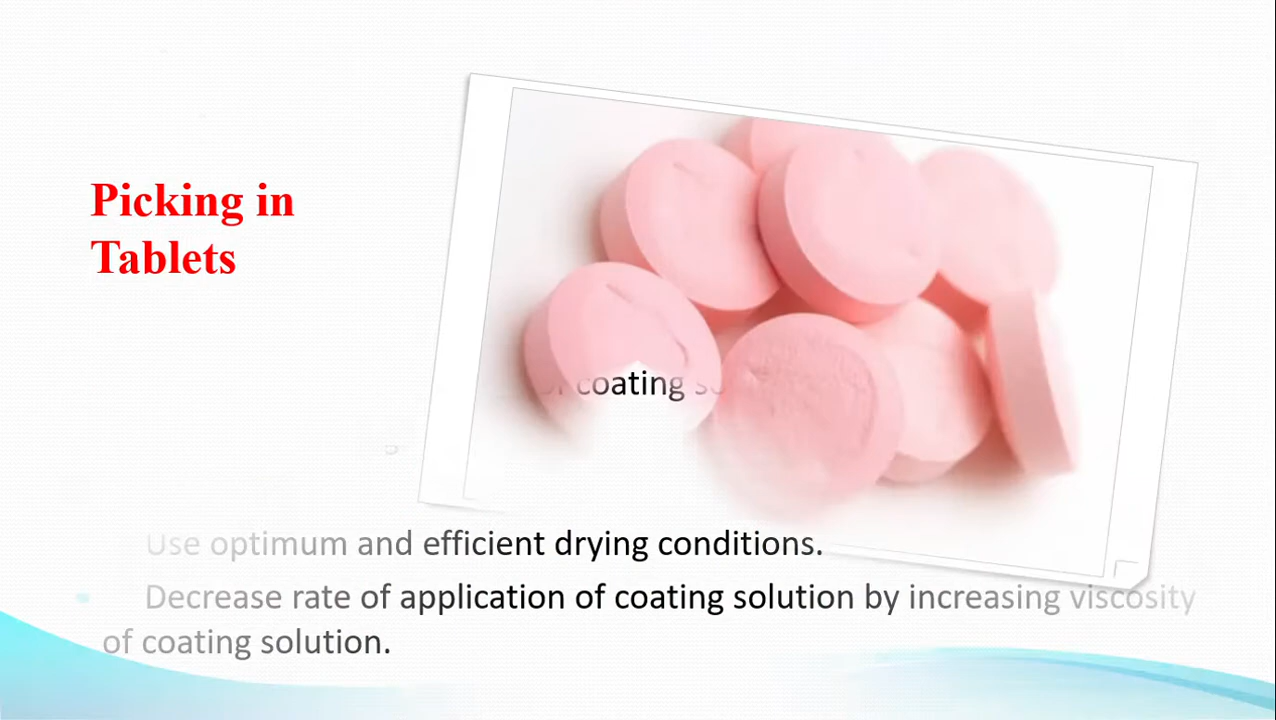 Picking in
Tablets
coating
Use optimum and efficient drying conditions.
Decrease rate of application of coating solution by increasing viscosity
of coating solution.